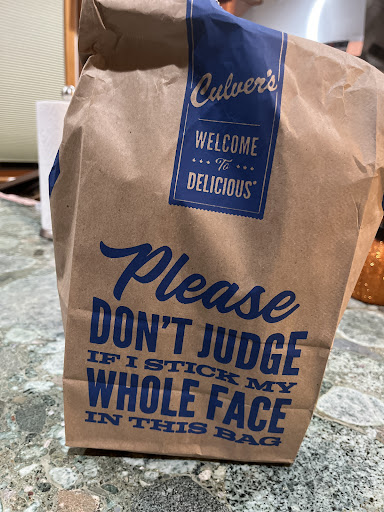 Culver's
WELCOME
To
DELICIOUS®
Please
DON'T JUDGE
IF I STICK MY
WHOLE FACE
IN THIS BAG